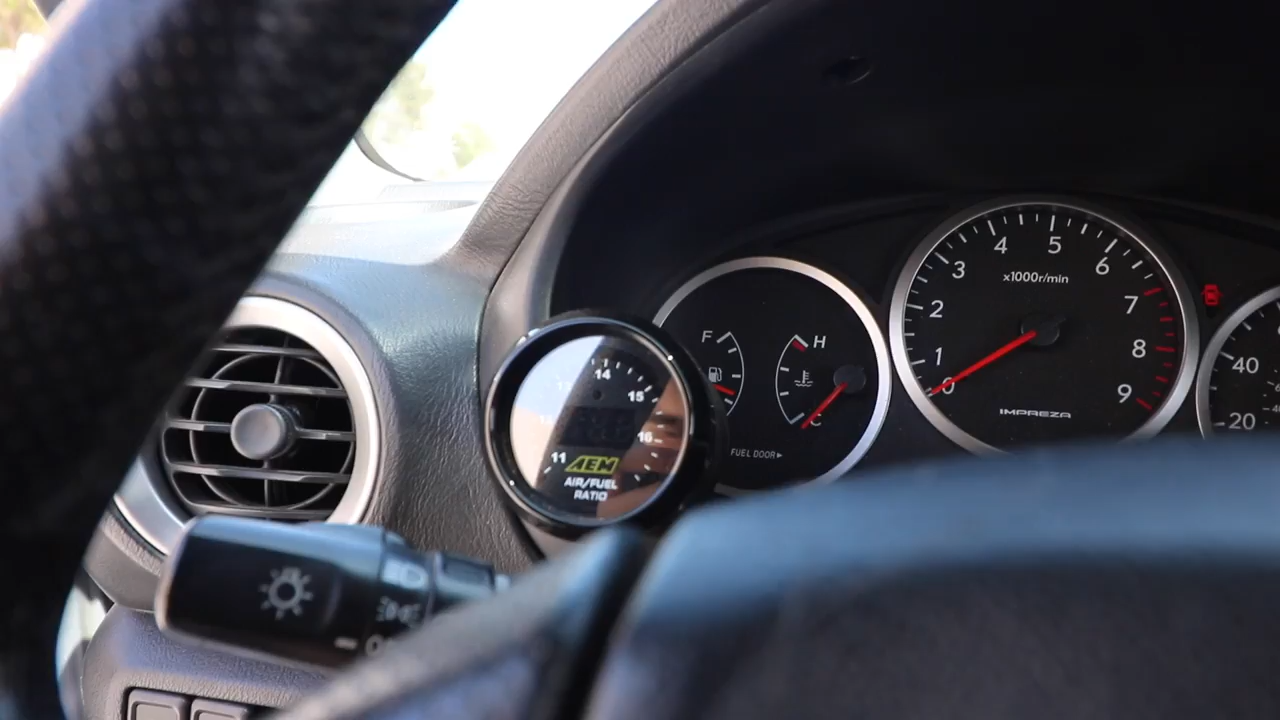 14
15
16
11
AEM
AIR/FUEL
RATIO
F
H
C
FUEL DOOR
0
1
2
3
4
5
6
7
8
9
x1000r/min
IMPREZA
40
20